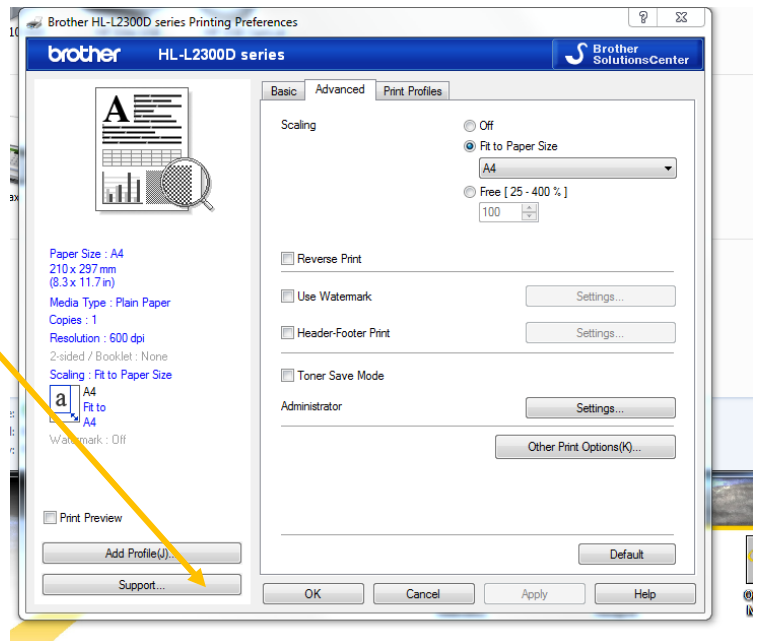 Brother HL-L2300D series Printing Preferences
brother HL-L2300D series
Brother
SolutionsCenter
A
Paper Size : A4
210 x 297 mm
(8.3 x 11.7 in)
Media Type : Plain Paper
Copies : 1
Resolution : 600 dpi
2-sided / Booklet : None
Scaling : Fit to Paper Size
a
A4
Fit to
A4
Watermark : Off
Print Preview
Add Profile(J)...
Support...
Basic Advanced Print Profiles
Scaling
Off
Fit to Paper Size
A4
Free [ 25 - 400 % ]
100
Reverse Print
Use Watermark Settings...
Header-Footer Print Settings...
Toner Save Mode
Administrator Settings...
Other Print Options(K)...
Default
OK Cancel Apply Help